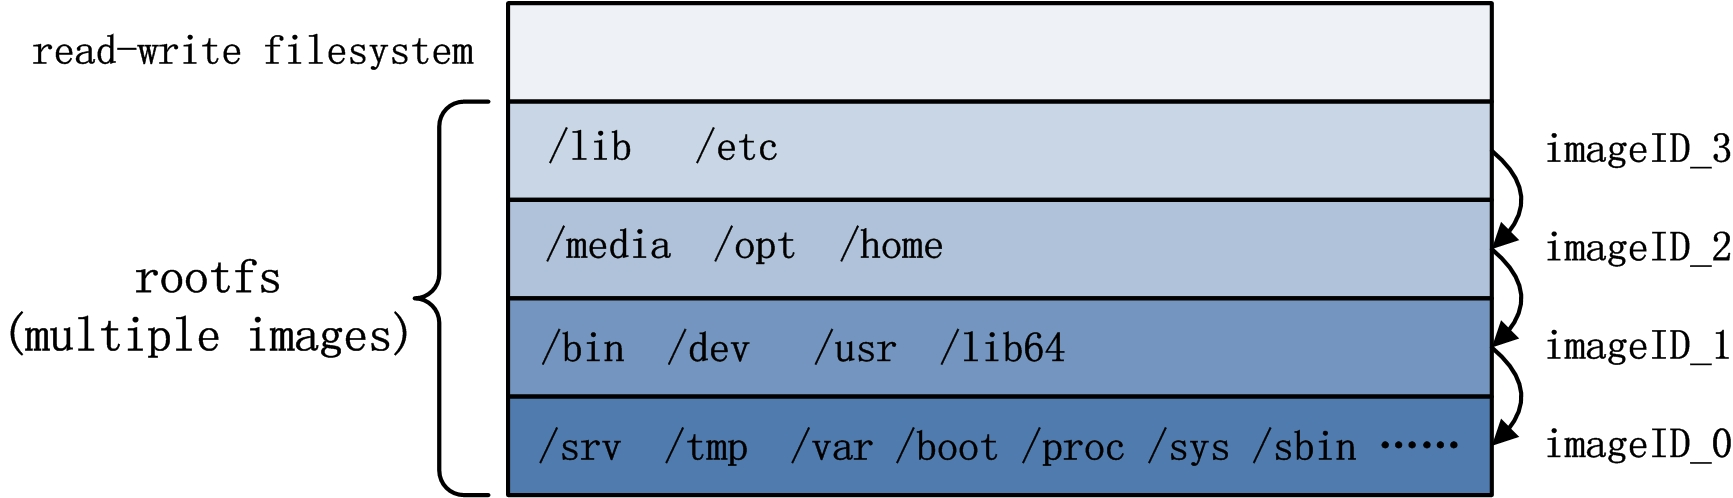 read-write filesystem
/lib /etc
imageID_3
/media /opt /home
imageID_2
rootfs
(multiple images)
/bin /dev /usr /lib64
imageID_1
/srv /tmp /var /boot /proc /sys /sbin ······
imageID_0